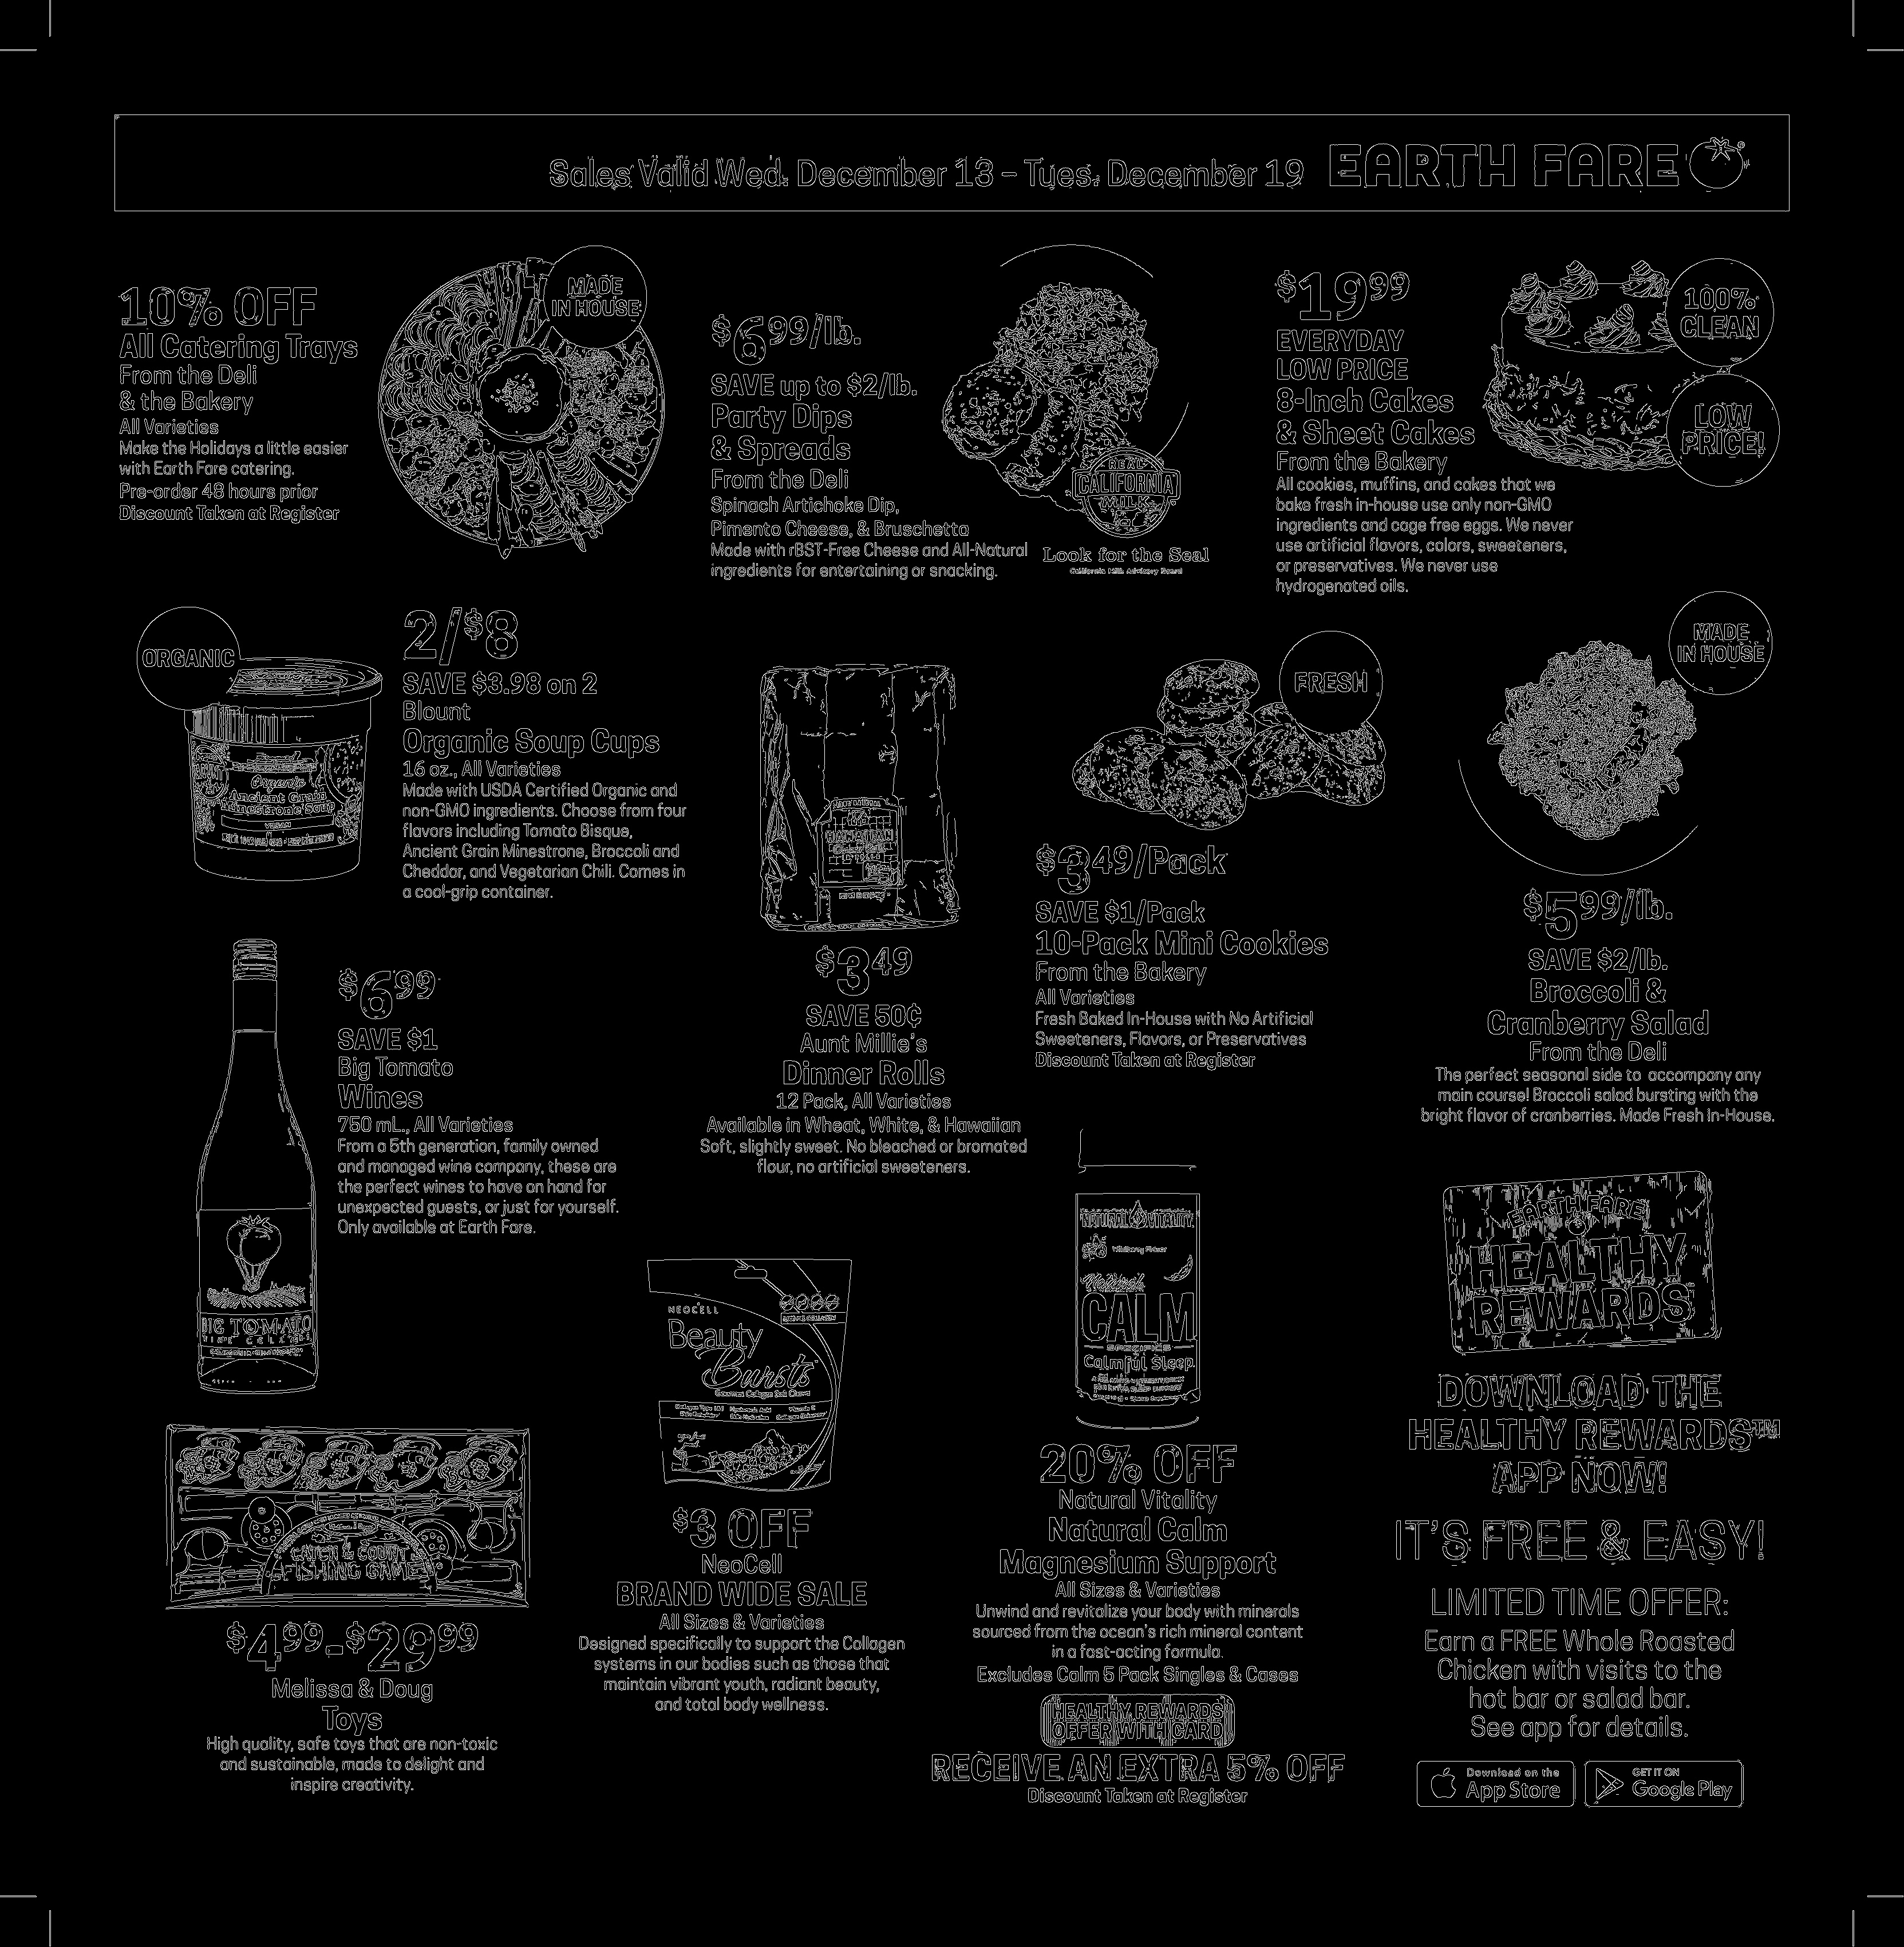 Sales Valid Wed. December 13 – Tues. December 19
EARTH FARE
10% OFF
All Catering Trays
From the Deli
& the Bakery
All Varieties
Make the Holidays a little easier
with Earth Fare catering.
Pre-order 48 hours prior
Discount Taken at Register
MADE
IN HOUSE
$6.99/lb.
SAVE up to $2/lb.
Party Dips
& Spreads
From the Deli
Spinach Artichoke Dip,
Pimento Cheese, & Bruschetta
Made with rBST-Free Cheese and All-Natural
ingredients for entertaining or snacking.
REAL
CALIFORNIA
MILK
Look for the Seal
California Milk Advisory Board
$19.99
EVERYDAY
LOW PRICE
8-Inch Cakes
& Sheet Cakes
From the Bakery
All cookies, muffins, and cakes that we
bake fresh in-house use only non-GMO
ingredients and cage free eggs. We never
use artificial flavors, colors, sweeteners,
or preservatives. We never use
hydrogenated oils.
100%
CLEAN
LOW
PRICE!
ORGANIC
Organic
Ancient Grain
Minestrone Soup
VEGAN
2/$8
SAVE $3.98 on 2
Blount
Organic Soup Cups
16 oz., All Varieties
Made with USDA Certified Organic and
non-GMO ingredients. Choose from four
flavors including Tomato Bisque,
Ancient Grain Minestrone, Broccoli and
Cheddar, and Vegetarian Chili. Comes in
a cool-grip container.
HAWAIIAN
$3.49
SAVE 50¢
Aunt Millie's
Dinner Rolls
12 Pack, All Varieties
Available in Wheat, White, & Hawaiian
Soft, slightly sweet. No bleached or bromated
flour, no artificial sweeteners.
FRESH
$3.49/Pack
SAVE $1/Pack
10-Pack Mini Cookies
From the Bakery
All Varieties
Fresh Baked In-House with No Artificial
Sweeteners, Flavors, or Preservatives
Discount Taken at Register
MADE
IN HOUSE
$5.99/lb.
SAVE $2/lb.
Broccoli &
Cranberry Salad
From the Deli
The perfect seasonal side to accompany any
main course! Broccoli salad bursting with the
bright flavor of cranberries. Made Fresh In-House.
BIG TOMATO
$6.99
SAVE $1
Big Tomato
Wines
750 mL., All Varieties
From a 5th generation, family owned
and managed wine company, these are
the perfect wines to have on hand for
unexpected guests, or just for yourself.
Only available at Earth Fare.
CATCH & COUNT
FISHING GAME
$4.99-$29.99
Melissa & Doug
Toys
High quality, safe toys that are non-toxic
and sustainable, made to delight and
inspire creativity.
NEOCELL
Beauty
Bursts
Gourmet Collagen Soft Chews
$3 OFF
NeoCell
BRAND WIDE SALE
All Sizes & Varieties
Designed specifically to support the Collagen
systems in our bodies such as those that
maintain vibrant youth, radiant beauty,
and total body wellness.
NATURAL VITALITY
Wildberry Flavor
Natural
CALM
SPECIFICS
Calmful Sleep
20% OFF
Natural Vitality
Natural Calm
Magnesium Support
All Sizes & Varieties
Unwind and revitalize your body with minerals
sourced from the ocean's rich mineral content
in a fast-acting formula.
Excludes Calm 5 Pack Singles & Cases
HEALTHY REWARDS
OFFER WITH CARD
RECEIVE AN EXTRA 5% OFF
Discount Taken at Register
EARTH FARE
HEALTHY
REWARDS
DOWNLOAD THE
HEALTHY REWARDS™
APP NOW!
IT'S FREE & EASY!
LIMITED TIME OFFER:
Earn a FREE Whole Roasted
Chicken with visits to the
hot bar or salad bar.
See app for details.
Download on the
App Store
GET IT ON
Google Play